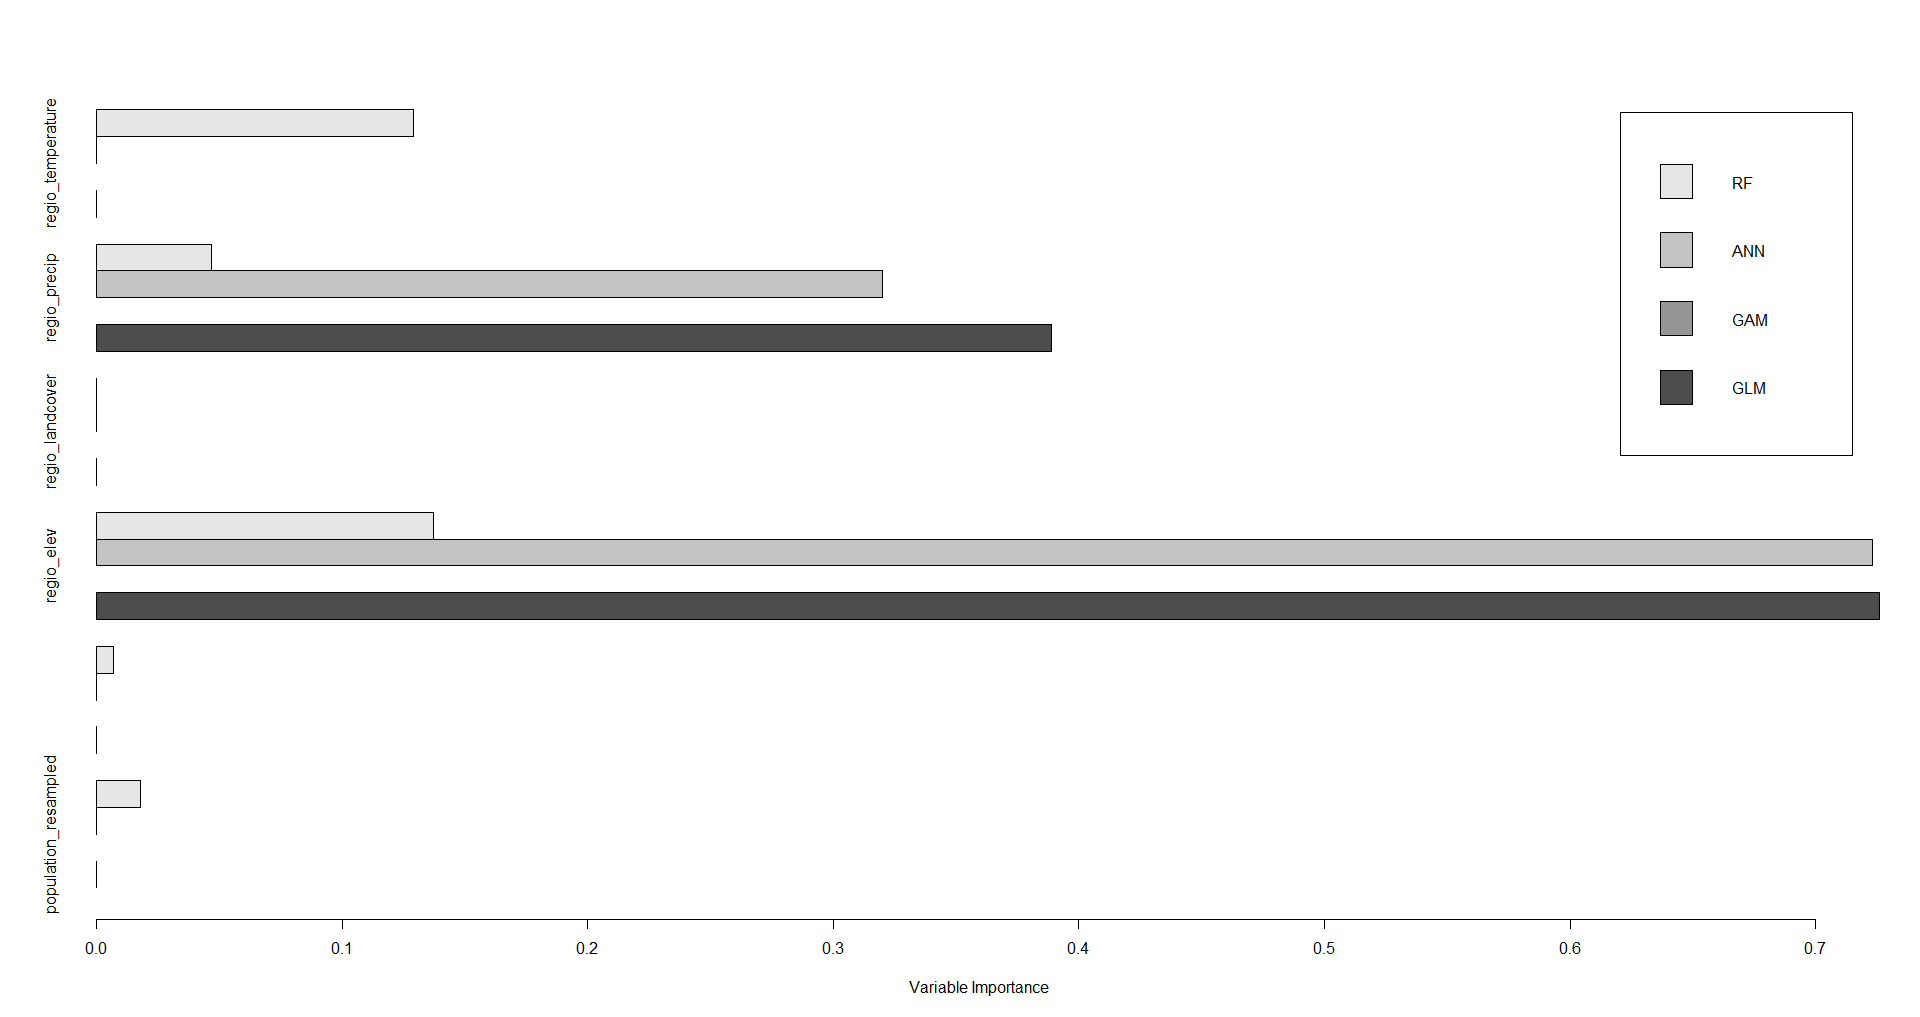 regio_temperature
regio_precip
regio_landcover
regio_elev
population_resampled
RF
ANN
GAM
GLM
0.0 0.1 0.2 0.3 0.4 0.5 0.6 0.7
Variable Importance